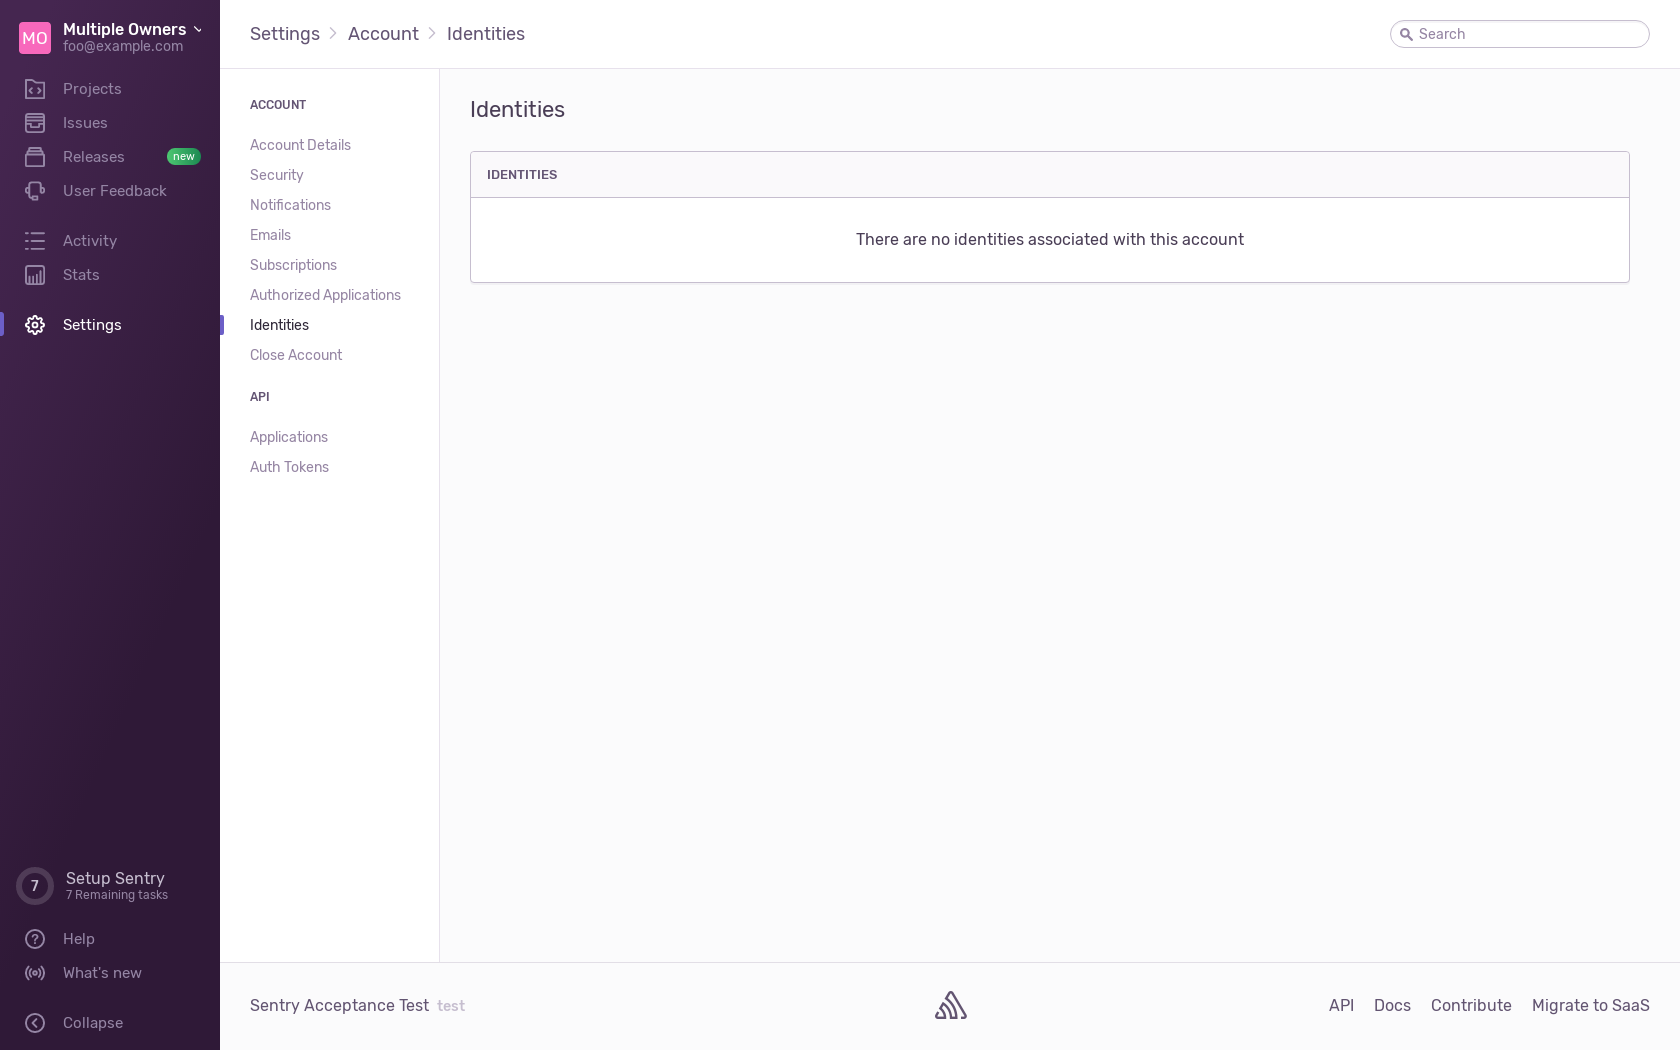 MO
Multiple Owners
foo@example.com
Projects
Issues
Releases new
User Feedback
Activity
Stats
Settings
7
Setup Sentry
7 Remaining tasks
Help
What's new
Collapse
Settings Account Identities
Search
ACCOUNT
Account Details
Security
Notifications
Emails
Subscriptions
Authorized Applications
Identities
Close Account
API
Applications
Auth Tokens
Identities
IDENTITIES
There are no identities associated with this account
Sentry Acceptance Test test
API Docs Contribute Migrate to SaaS